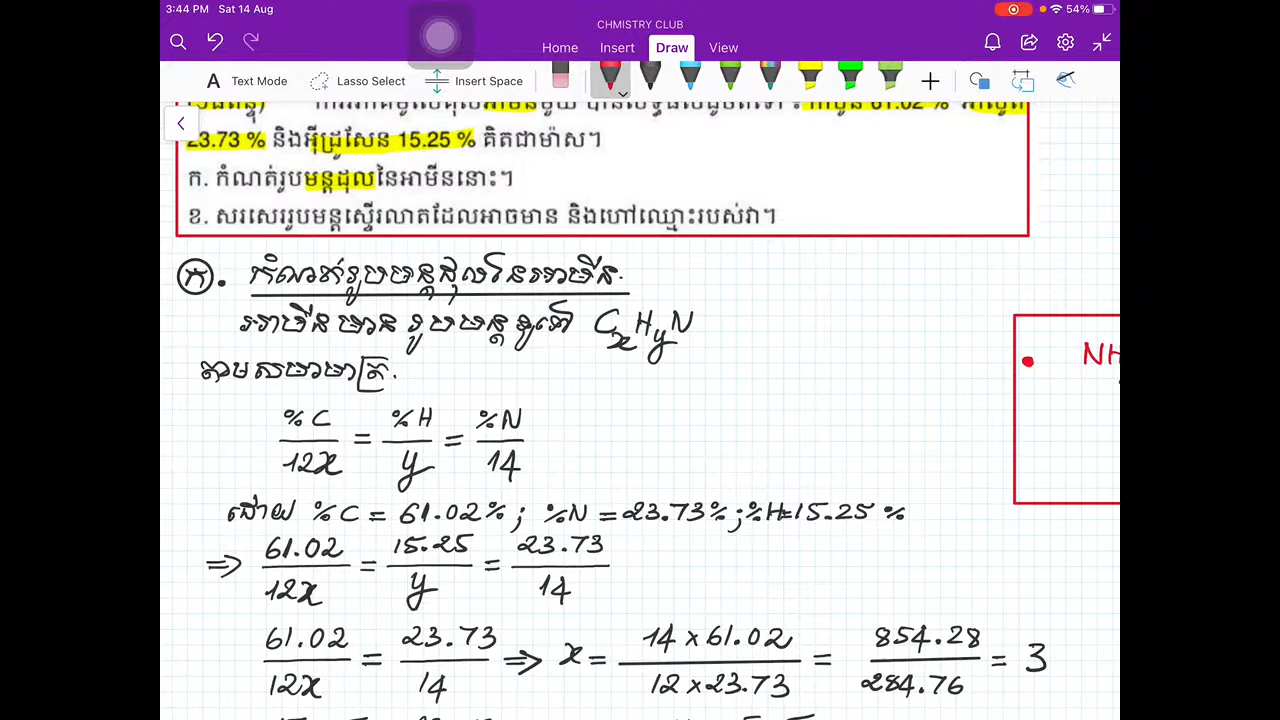 3:44 PM Sat 14 Aug 54%
CHMISTRY CLUB
Home Insert Draw View
A Text Mode Lasso Select Insert Space
មួយ 61.02 %
23.73 % និងអ៊ីដ្រូសែន 15.25 % គិតជាម៉ាស។
ក. កំណត់រូបមន្តដុលនៃអាមីននោះ។
ខ. សរសេររូបមន្តស្ទើរលាតដែលអាចមាន និងហៅឈ្មោះរបស់វា។
ក. កំណត់រូបមន្តដុលនៃអាមីន.
អាមីនមាន រូបមន្តទូទៅ CxHyN
តាមសមាមាត្រ.
%C/12x = %H/y = %N/14
ដោយ %C = 61.02%; %N = 23.73%; %H=15.25 %
⇒ 61.02/12x = 15.25/y = 23.73/14
61.02/12x = 23.73/14 ⇒ x = 14 x 61.02/12 x 23.73 = 854.28/284.76 = 3
• NH